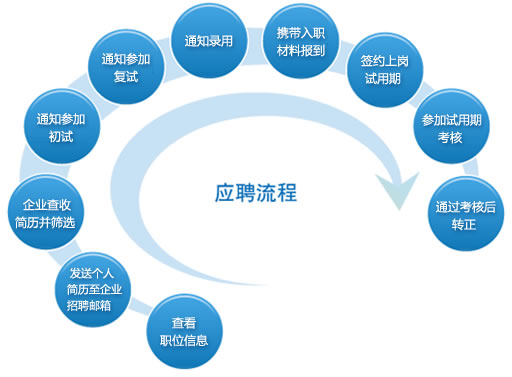 应聘流程
查看
职位信息
发送个人
简历至企业
招聘邮箱
企业查收
简历并筛选
通知参加
初试
通知参加
复试
通知录用
携带入职
材料报到
签约上岗
试用期
参加试用期
考核
通过考核后
转正